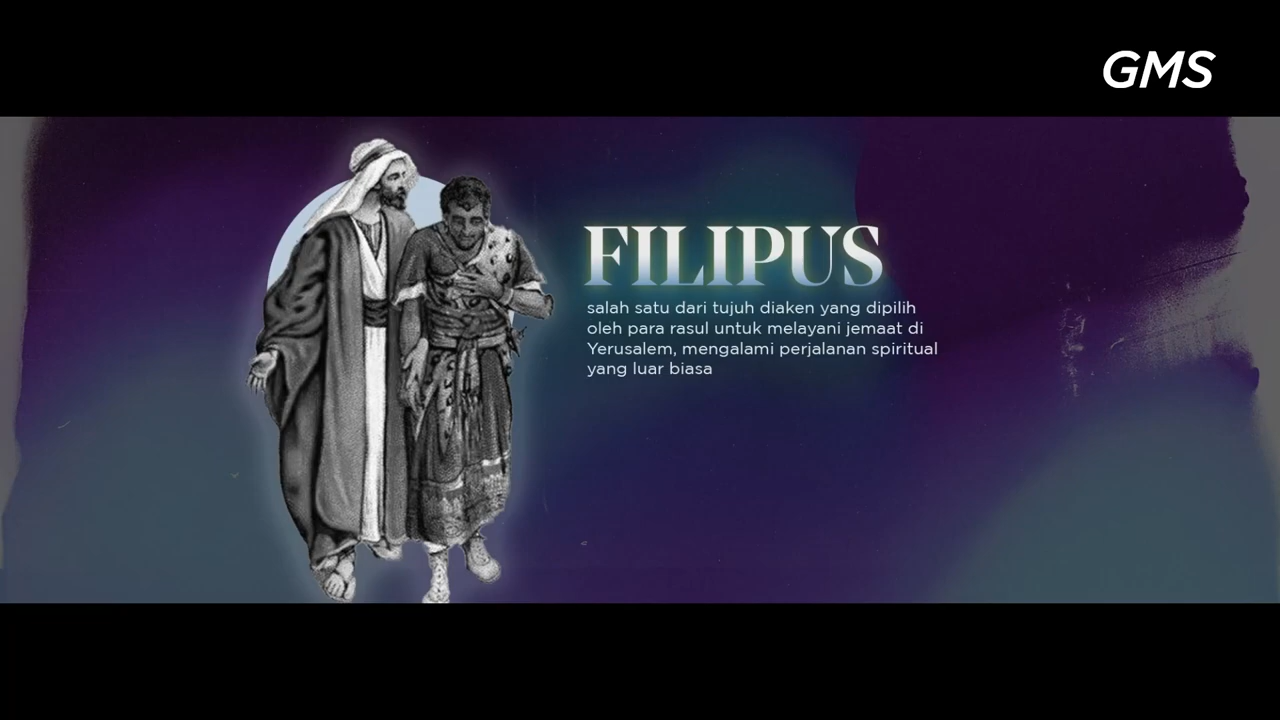 GMS
FILIPUS
salah satu dari tujuh diaken yang dipilih
oleh para rasul untuk melayani jemaat di
Yerusalem, mengalami perjalanan spiritual
yang luar biasa